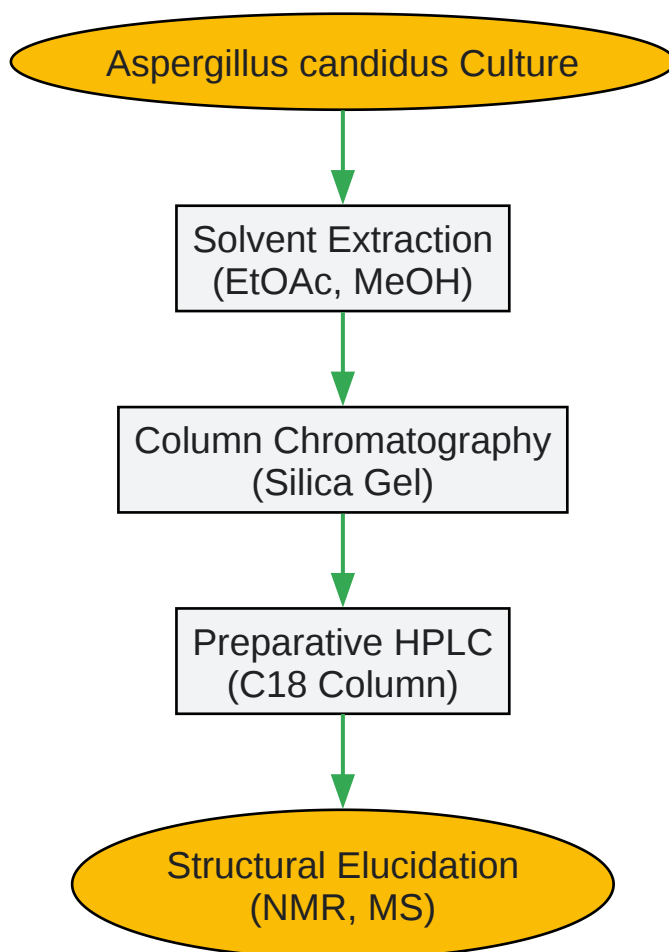 Aspergillus candidus Culture
Solvent Extraction
(EtOAc, MeOH)
Column Chromatography
(Silica Gel)
Preparative HPLC
(C18 Column)
Structural Elucidation
(NMR, MS)